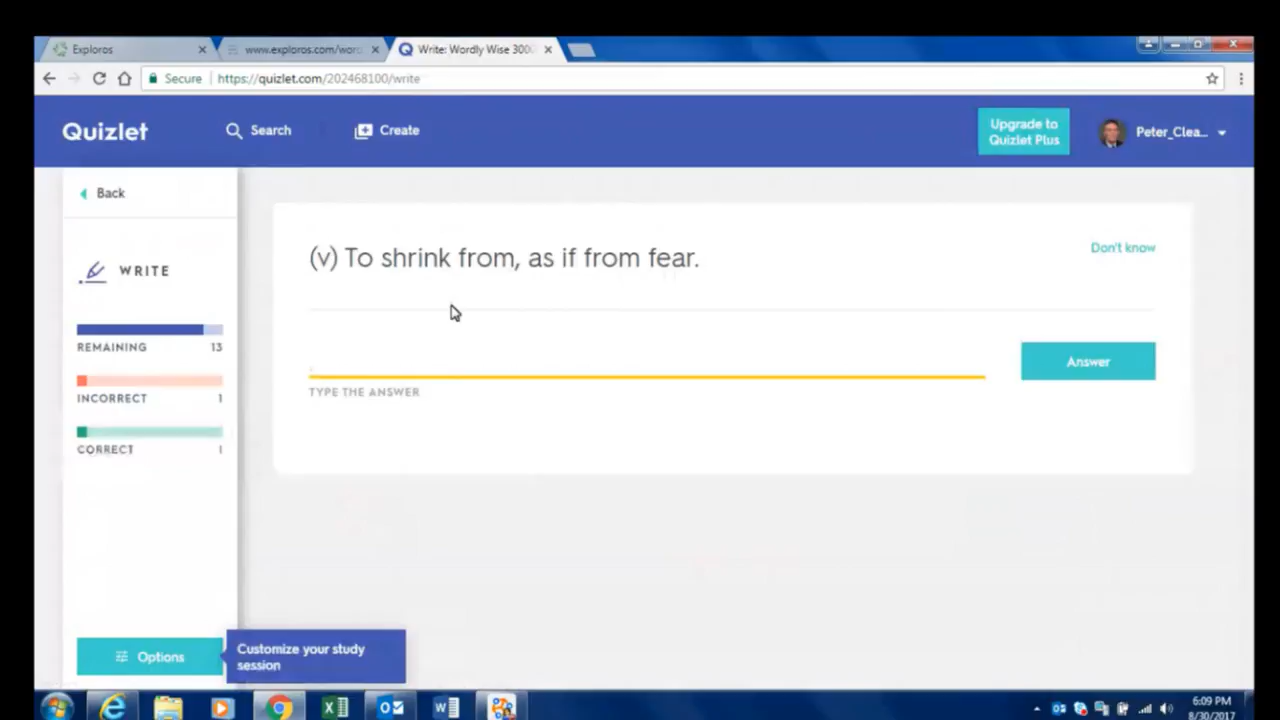 Exploros
www.exploros.com/wor
Write: Wordly Wise 300
Secure
https://quizlet.com/202468100/write
Quizlet
Search
Create
Upgrade to
Quizlet Plus
Peter_Clea...
Back
WRITE
REMAINING 13
INCORRECT 1
CORRECT 1
(v) To shrink from, as if from fear.
Don't know
TYPE THE ANSWER
Answer
Options
Customize your study
session
6:09 PM
8/30/2017